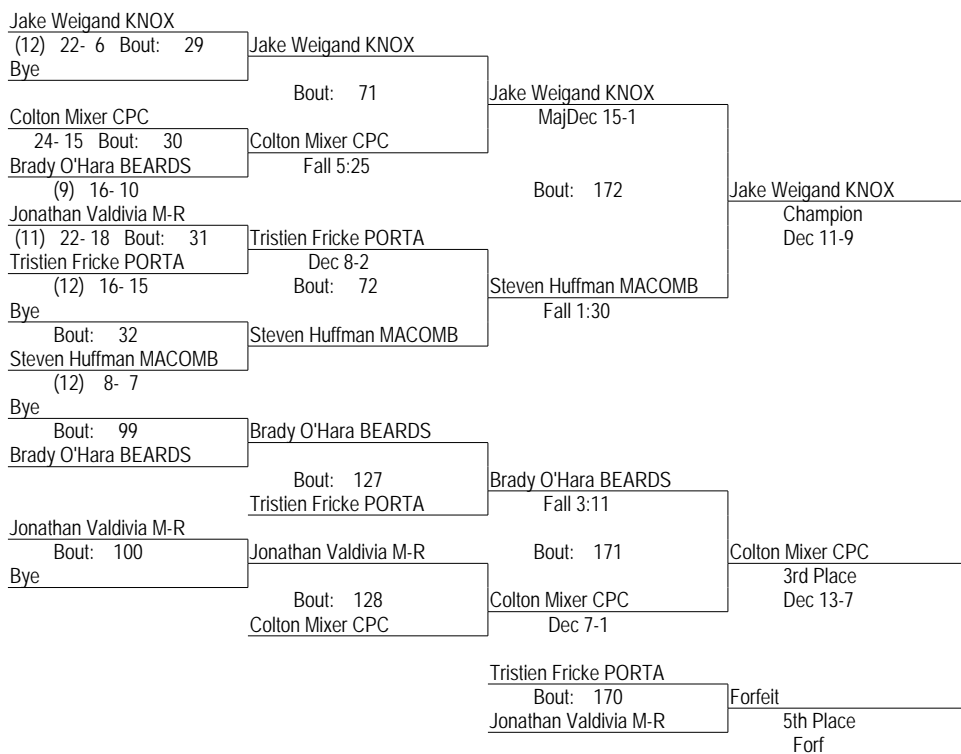 Jake Weigand KNOX
(12) 22- 6 Bout: 29
Bye
Jake Weigand KNOX
Bout: 71
Colton Mixer CPC
24- 15 Bout: 30
Brady O'Hara BEARDS
(9) 16- 10
Colton Mixer CPC
Fall 5:25
Jake Weigand KNOX
MajDec 15-1
Bout: 172
Jonathan Valdivia M-R
(11) 22- 18 Bout: 31
Tristien Fricke PORTA
(12) 16- 15
Tristien Fricke PORTA
Dec 8-2
Bout: 72
Bye
Bout: 32
Steven Huffman MACOMB
(12) 8- 7
Steven Huffman MACOMB
Steven Huffman MACOMB
Fall 1:30
Jake Weigand KNOX
Champion
Dec 11-9
Bye
Bout: 99
Brady O'Hara BEARDS
Brady O'Hara BEARDS
Bout: 127
Tristien Fricke PORTA
Brady O'Hara BEARDS
Fall 3:11
Bout: 171
Jonathan Valdivia M-R
Bout: 100
Bye
Jonathan Valdivia M-R
Bout: 128
Colton Mixer CPC
Colton Mixer CPC
Dec 7-1
Colton Mixer CPC
3rd Place
Dec 13-7
Tristien Fricke PORTA
Bout: 170
Jonathan Valdivia M-R
Forfeit
5th Place
Forf